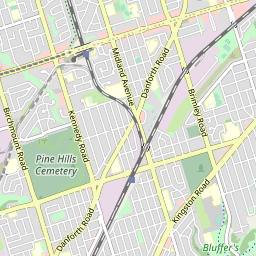 Midland Avenue
Danforth Road
Birchmount Road
Kennedy Road
Brimley Road
Pine Hills
Cemetery
Kingston Road
Danforth Road
Bluffer's